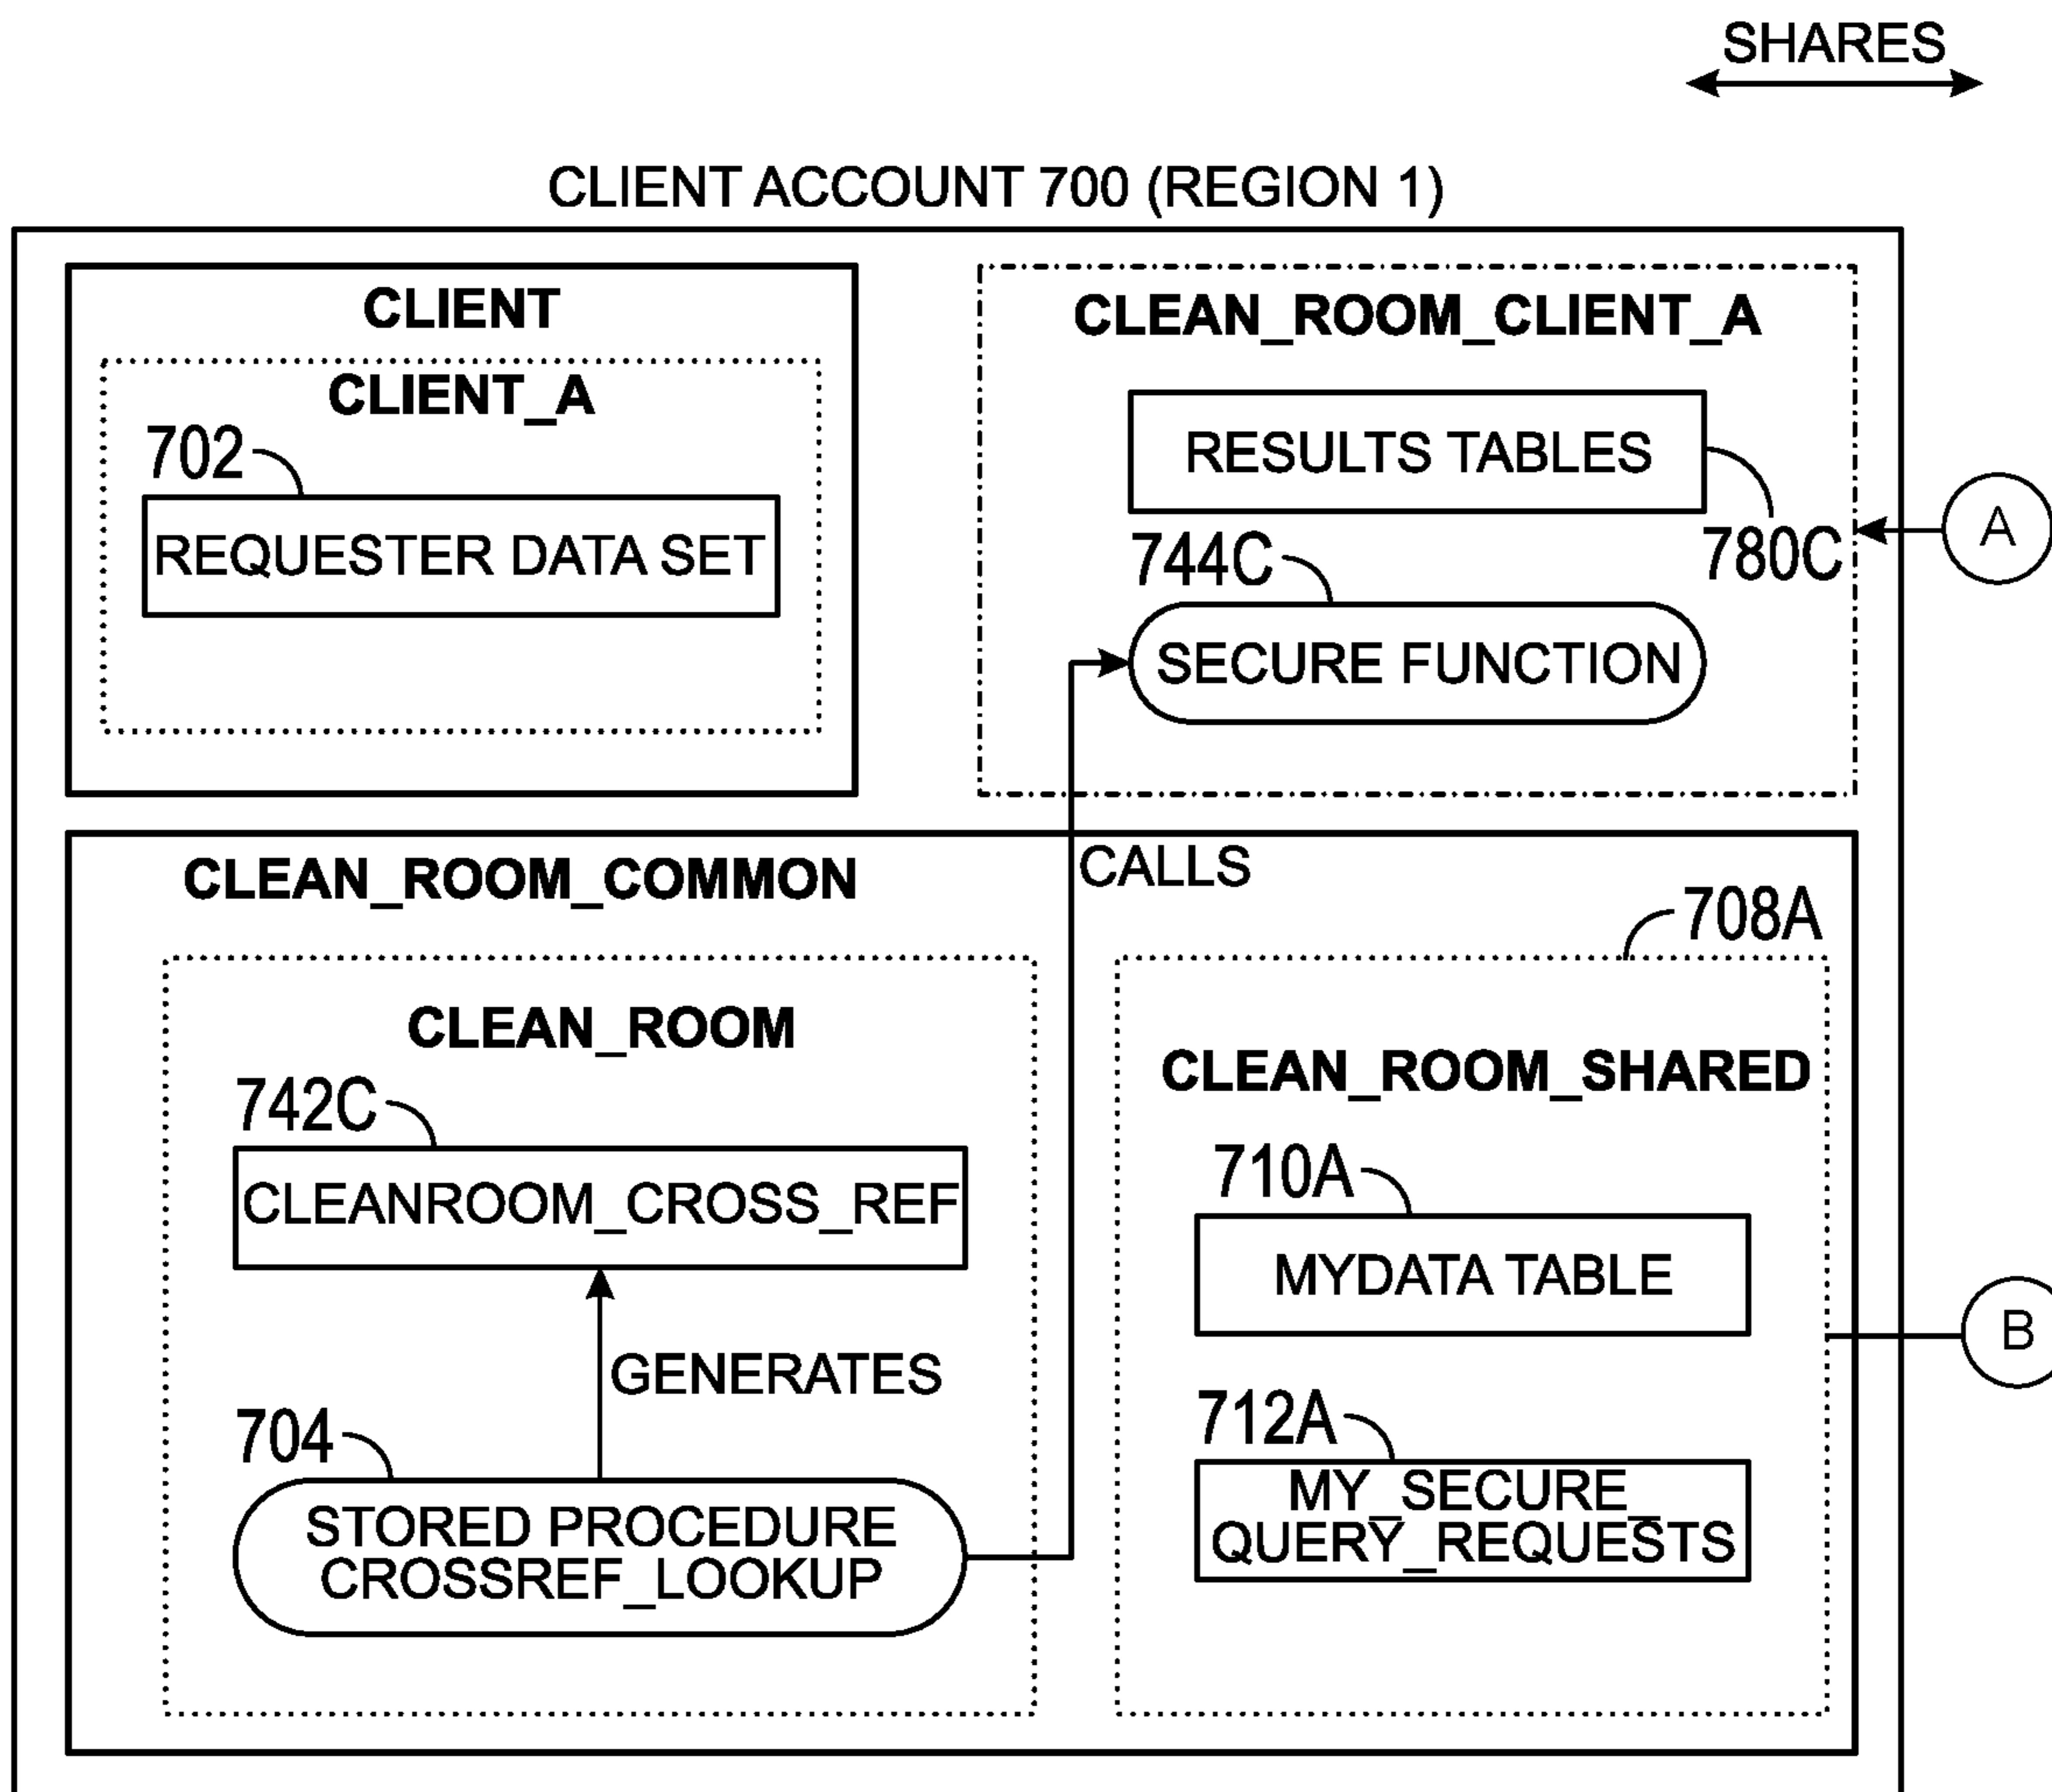 SHARES
CLIENT ACCOUNT 700 (REGION 1)
CLIENT
CLIENT_A
702
REQUESTER DATA SET
CLEAN_ROOM_CLIENT_A
RESULTS TABLES
780C
A
744C
SECURE FUNCTION
CLEAN_ROOM_COMMON
CALLS
CLEAN_ROOM
742C
CLEANROOM_CROSS_REF
GENERATES
704
STORED PROCEDURE
CROSSREF_LOOKUP
708A
CLEAN_ROOM_SHARED
710A
MYDATA TABLE
B
712A
MY_SECURE_
QUERY_REQUESTS